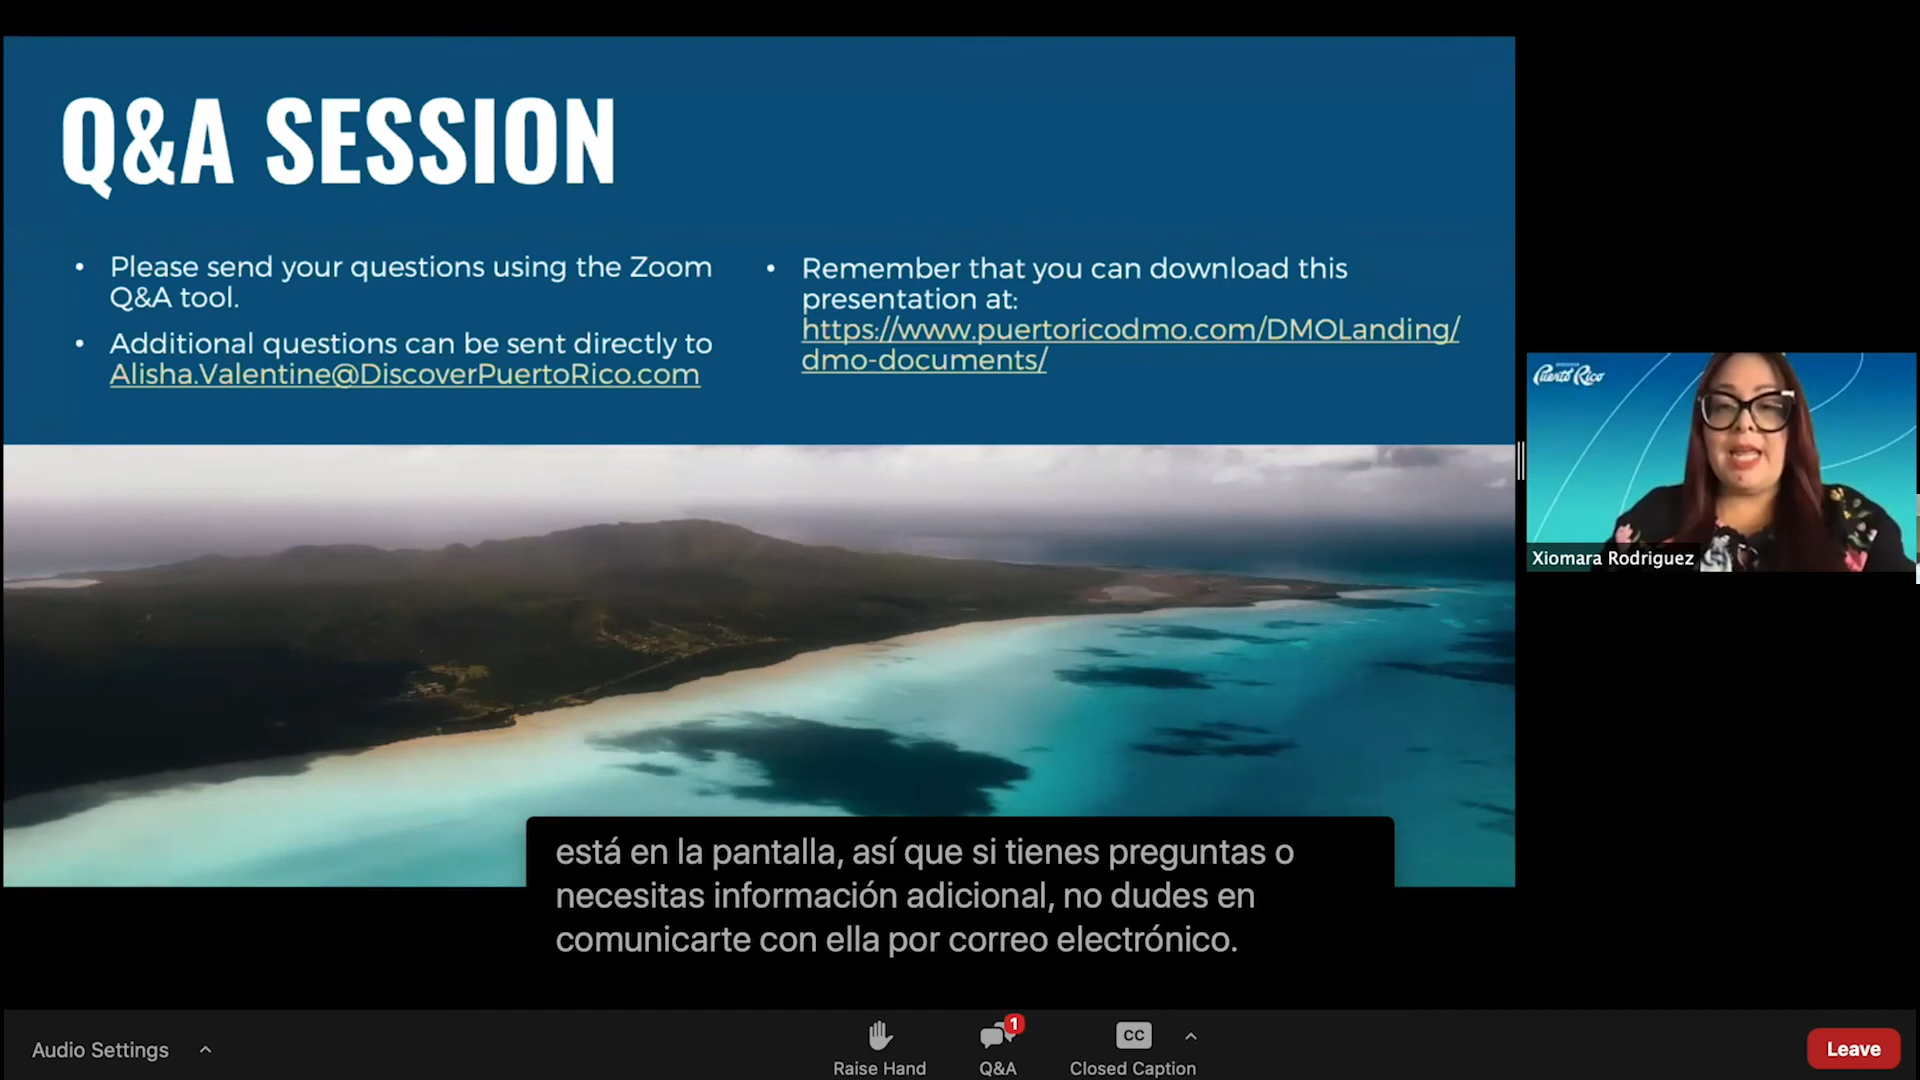 Q&A SESSION
• Please send your questions using the Zoom
Q&A tool.
• Additional questions can be sent directly to
Alisha.Valentine@DiscoverPuertoRico.com
• Remember that you can download this
presentation at:
https://www.puertoricodmo.com/DMOLanding/
dmo-documents/
Puerto Rico
Xiomara Rodriguez
está en la pantalla, así que si tienes preguntas o
necesitas información adicional, no dudes en
comunicarte con ella por correo electrónico.
Audio Settings
Raise Hand
1
Q&A
CC
Closed Caption
Leave